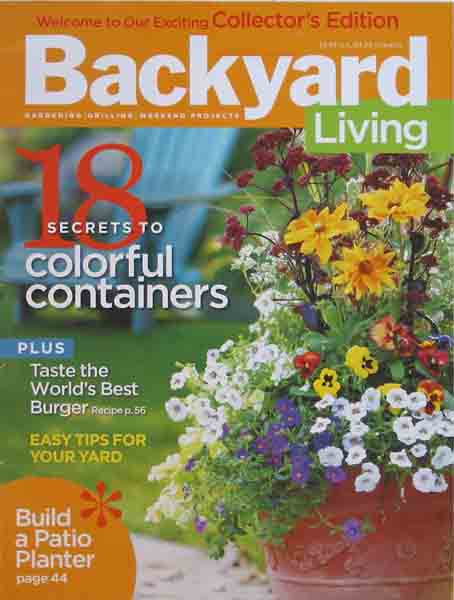 Welcome to Our Exciting Collector's Edition
Backyard
Living
GARDENING | GRILLING | WEEKEND PROJECTS
18
SECRETS TO
colorful
containers
PLUS
Taste the
World's Best
Burger Recipe p. 56
EASY TIPS FOR
YOUR YARD
Build
a Patio
Planter
page 44